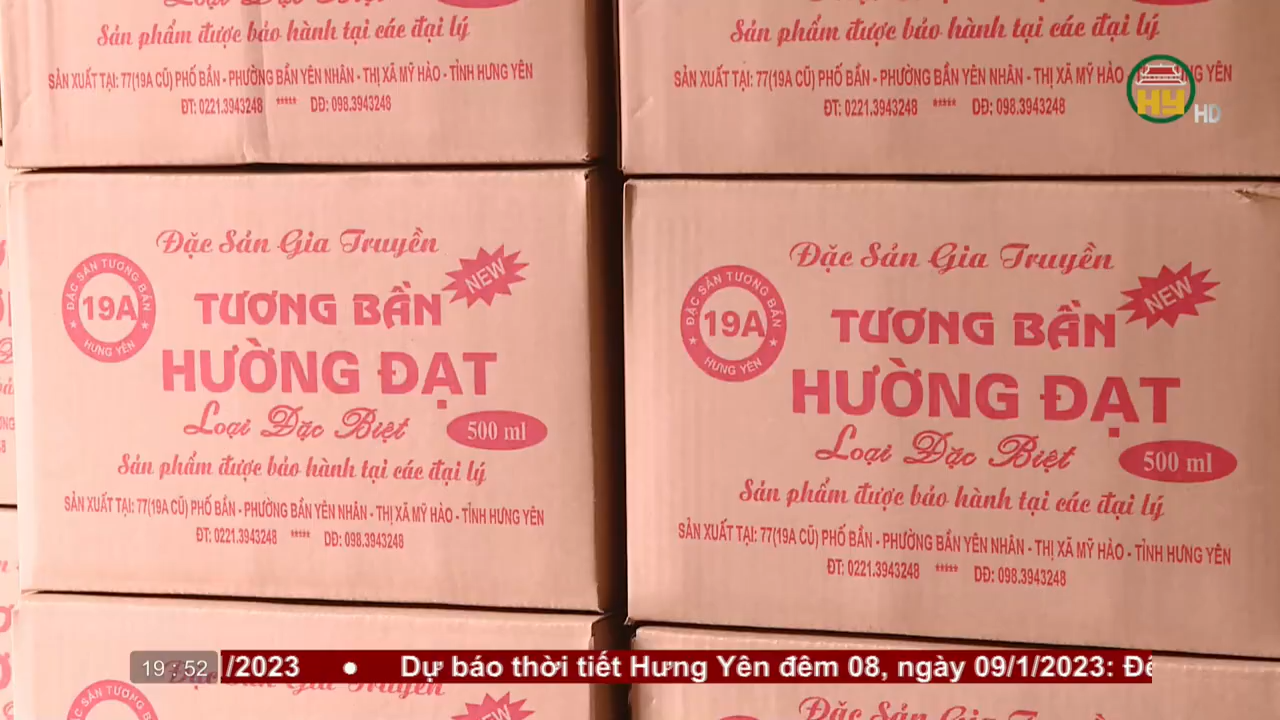 Sản phẩm được bảo hành tại các đại lý
SẢN XUẤT TẠI: 77(19A CŨ) PHỐ BẦN - PHƯỜNG BẦN YÊN NHÂN - THỊ XÃ MỸ HÀO - TỈNH HƯNG YÊN
ĐT: 0221.3943248 ***** DĐ: 098.3943248
Sản phẩm được bảo hành tại các đại lý
SẢN XUẤT TẠI: 77(19A CŨ) PHỐ BẦN - PHƯỜNG BẦN YÊN NHÂN - THỊ XÃ MỸ HÀO HƯNG YÊN
ĐT: 0221.3943248 ***** DĐ: 098.3943248
HY HD
Đặc Sản Gia Truyền
ĐẶC SẢN TƯƠNG BẦN
19A
HƯNG YÊN
NEW
TƯƠNG BẦN
HƯỜNG ĐẠT
Loại Đặc Biệt
500 ml
Sản phẩm được bảo hành tại các đại lý
SẢN XUẤT TẠI: 77(19A CŨ) PHỐ BẦN - PHƯỜNG BẦN YÊN NHÂN - THỊ XÃ MỸ HÀO - TỈNH HƯNG YÊN
ĐT: 0221.3943248 ***** DĐ: 098.3943248
Đặc Sản Gia Truyền
ĐẶC SẢN TƯƠNG BẦN
19A
HƯNG YÊN
NEW
TƯƠNG BẦN
HƯỜNG ĐẠT
Loại Đặc Biệt
500 ml
Sản phẩm được bảo hành tại các đại lý
SẢN XUẤT TẠI: 77(19A CŨ) PHỐ BẦN - PHƯỜNG BẦN YÊN NHÂN - THỊ XÃ MỸ HÀO - TỈNH HƯNG YÊN
ĐT: 0221.3943248 ***** DĐ: 098.3943248
Gia Truyền
NEW
Đặc Sản Gia Truyền
19:52 /2023 • Dự báo thời tiết Hưng Yên đêm 08, ngày 09/1/2023: